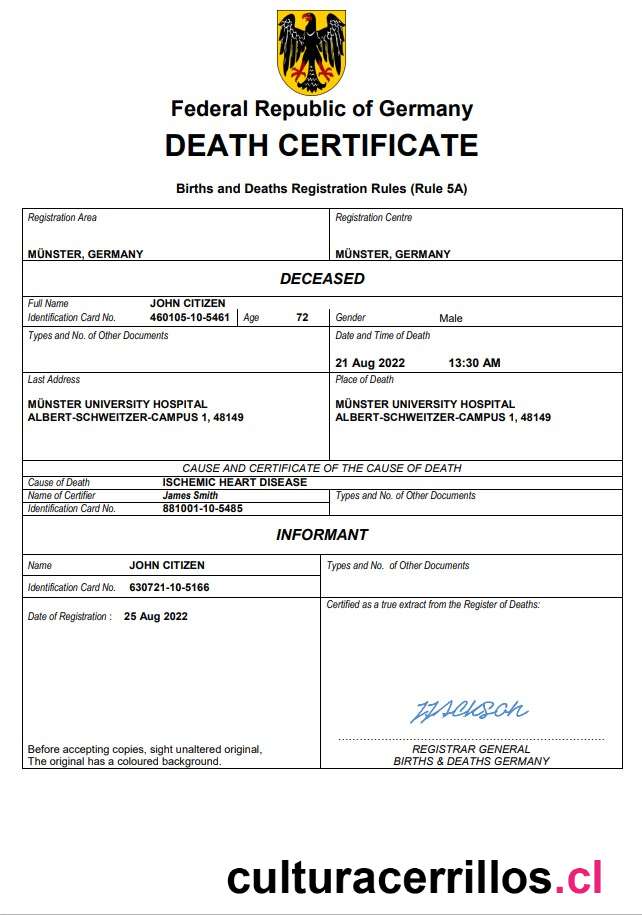 Federal Republic of Germany
DEATH CERTIFICATE
Births and Deaths Registration Rules (Rule 5A)
Registration Area
Registration Centre
MÜNSTER, GERMANY
MÜNSTER, GERMANY
DECEASED
Full Name JOHN CITIZEN
Identification Card No. 460105-10-5461 Age 72 Gender Male
Types and No. of Other Documents
Date and Time of Death
21 Aug 2022 13:30 AM
Last Address
Place of Death
MÜNSTER UNIVERSITY HOSPITAL
ALBERT-SCHWEITZER-CAMPUS 1, 48149
MÜNSTER UNIVERSITY HOSPITAL
ALBERT-SCHWEITZER-CAMPUS 1, 48149
CAUSE AND CERTIFICATE OF THE CAUSE OF DEATH
Cause of Death ISCHEMIC HEART DISEASE
Name of Certifier James Smith
Types and No. of Other Documents
Identification Card No. 881001-10-5485
INFORMANT
Name JOHN CITIZEN
Types and No. of Other Documents
Identification Card No. 630721-10-5166
Certified as a true extract from the Register of Deaths:
Date of Registration : 25 Aug 2022
Before accepting copies, sight unaltered original,
The original has a coloured background.
REGISTRAR GENERAL
BIRTHS & DEATHS GERMANY
culturacerrillos.cl